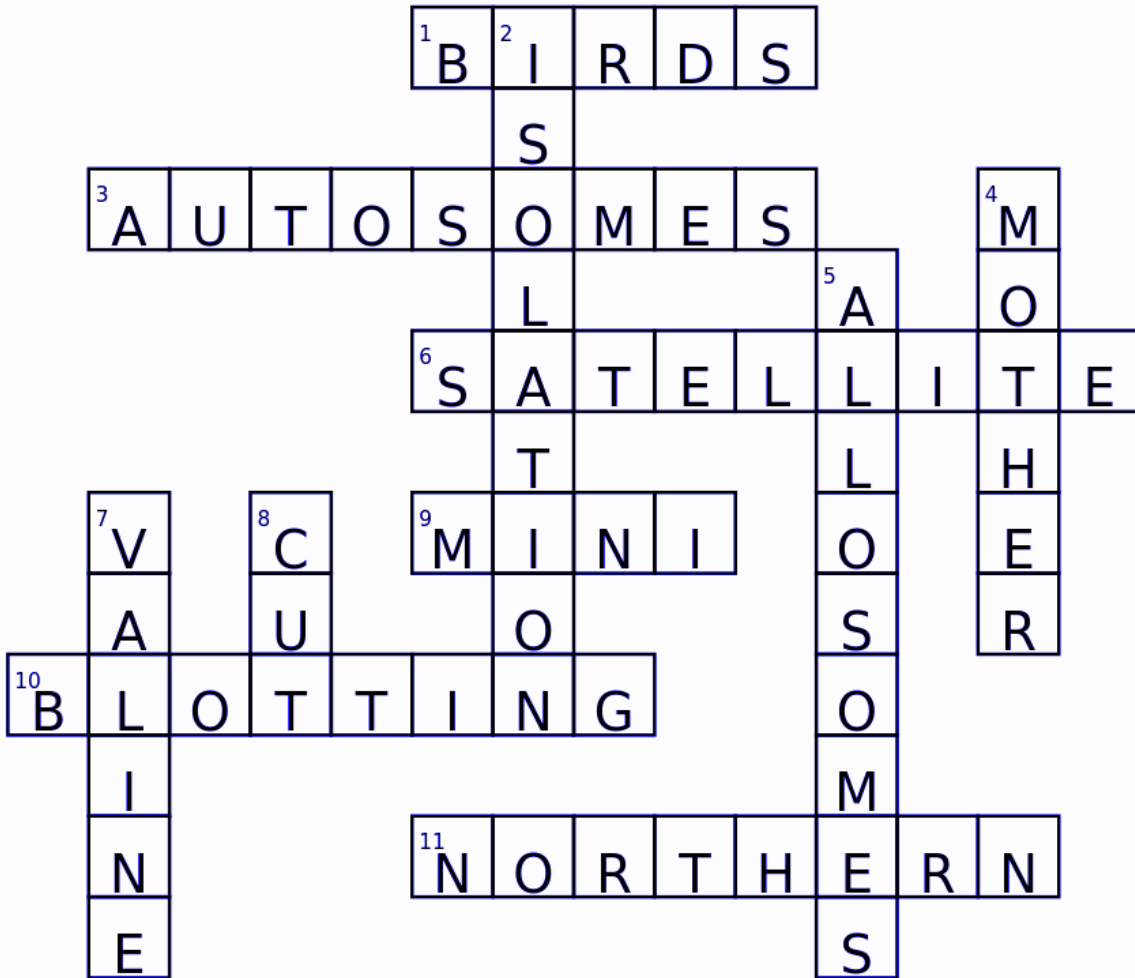 1 B 2 I R D S
S
3 A U T O S O M E S 4 M
L 5 A O
6 S A T E L L I T E
T L H
7 V 8 C 9 M I N I O E
A U O S R
10 B L O T T I N G O
I M
N 11 N O R T H E R N
E S